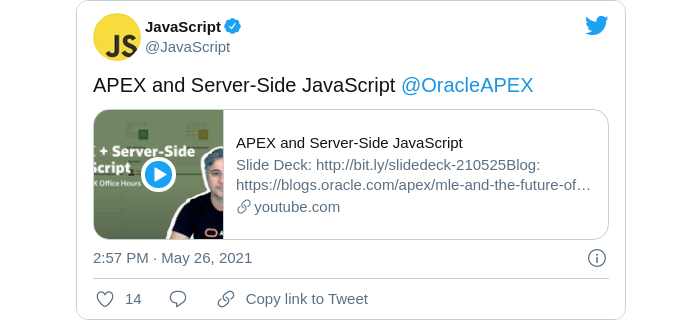 JS
JavaScript
@JavaScript
APEX and Server-Side JavaScript @OracleAPEX
+ Server-Side
cript
Office Hours
APEX and Server-Side JavaScript
Slide Deck: http://bit.ly/slidedeck-210525Blog:
https://blogs.oracle.com/apex/mle-and-the-future-of…
youtube.com
2:57 PM · May 26, 2021
14
Copy link to Tweet